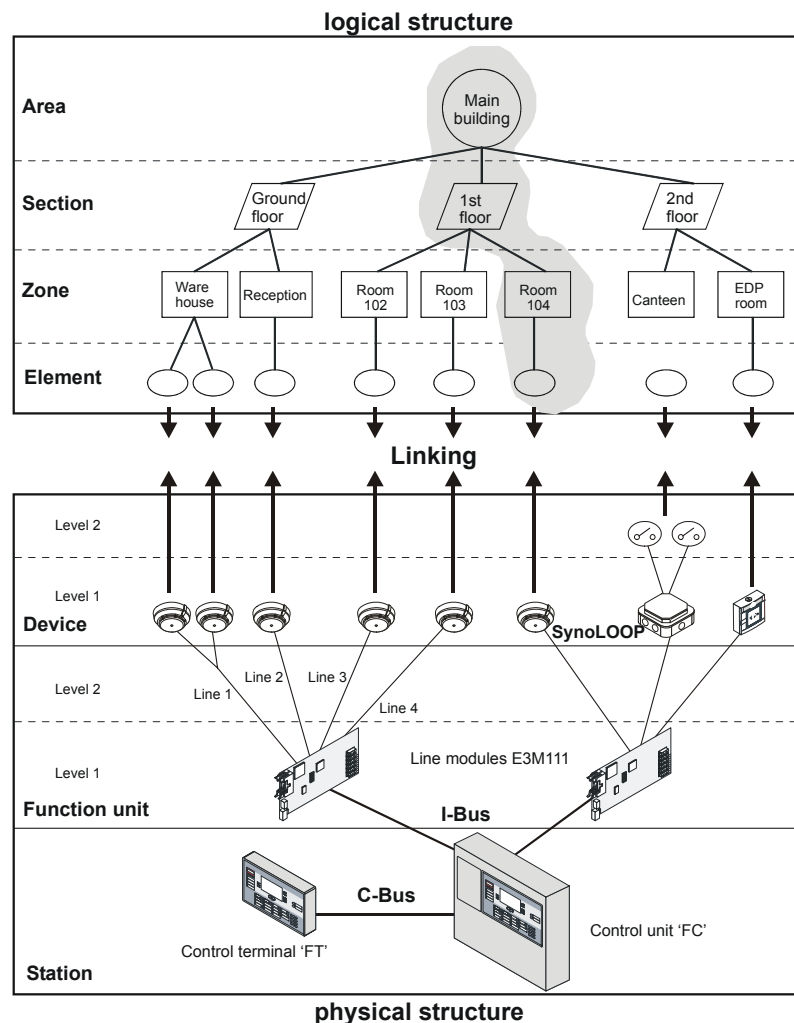 logical structure
Area
Main
building
Section
Ground
floor
1st
floor
2nd
floor
Zone
Ware
house
Reception
Room
102
Room
103
Room
104
Canteen
EDP
room
Element
Linking
Level 2
Level 1
Device
SynoLOOP
Level 2
Line 1
Line 2
Line 3
Line 4
Level 1
Line modules E3M111
Function unit
I-Bus
C-Bus
Control terminal ‘FT’
Control unit ‘FC’
Station
physical structure